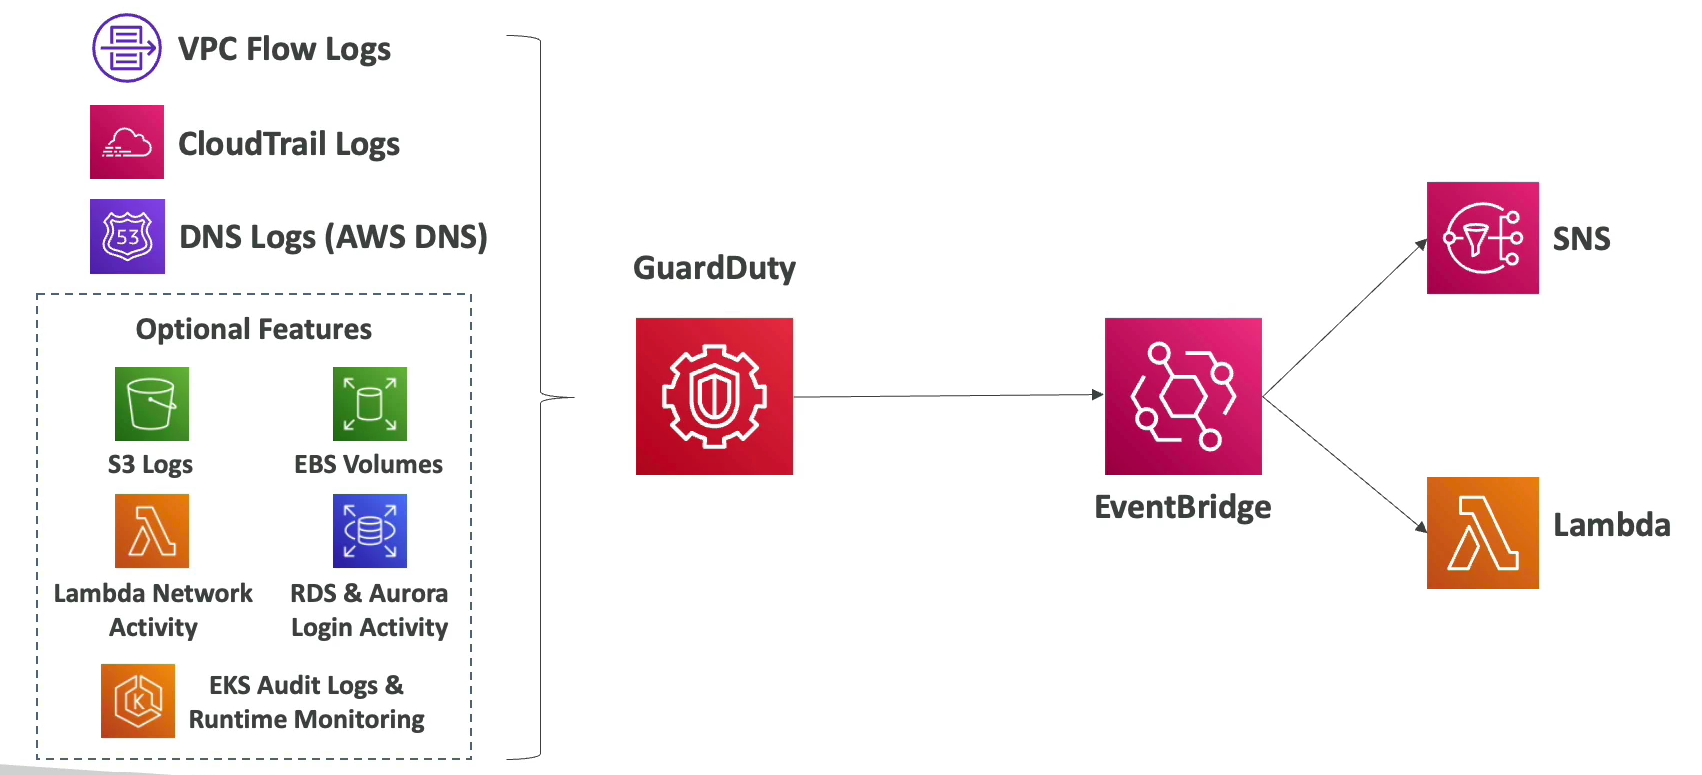 VPC Flow Logs
CloudTrail Logs
53
DNS Logs (AWS DNS)
Optional Features
S3 Logs
EBS Volumes
Lambda Network
Activity
RDS & Aurora
Login Activity
K
EKS Audit Logs &
Runtime Monitoring
GuardDuty
EventBridge
SNS
Lambda